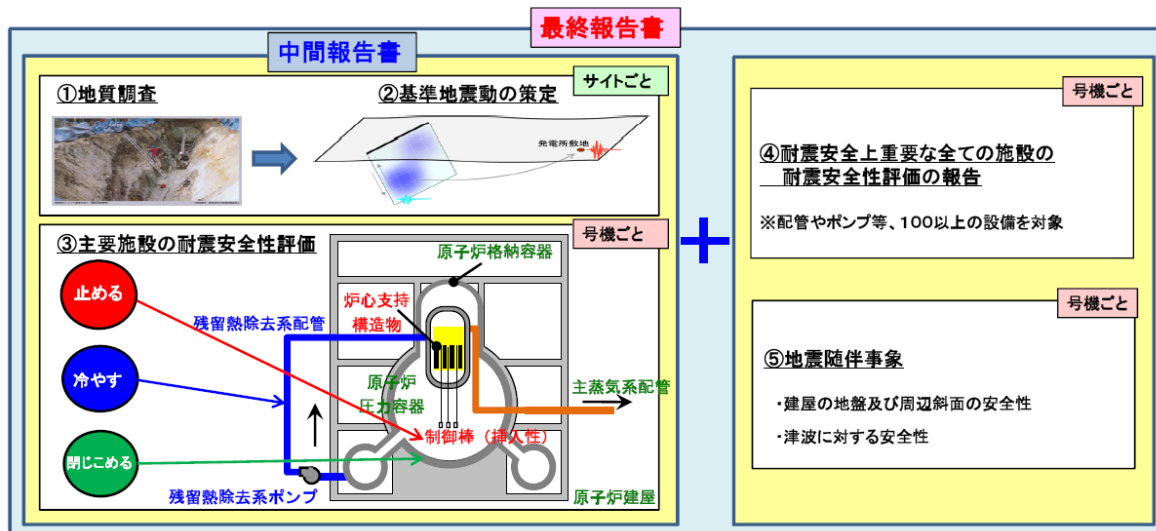 最終報告書
中間報告書
サイトごと
①地質調査
②基準地震動の策定
発電所敷地
号機ごと
③主要施設の耐震安全性評価
止める
冷やす
閉じこめる
原子炉格納容器
炉心支持
構造物
残留熱除去系配管
原子炉
圧力容器
主蒸気系配管
制御棒（挿入性）
残留熱除去系ポンプ
原子炉建屋
+
号機ごと
④耐震安全上重要な全ての施設の
耐震安全性評価の報告
※配管やポンプ等、100以上の設備を対象
号機ごと
⑤地震随伴事象
・建屋の地盤及び周辺斜面の安全性
・津波に対する安全性